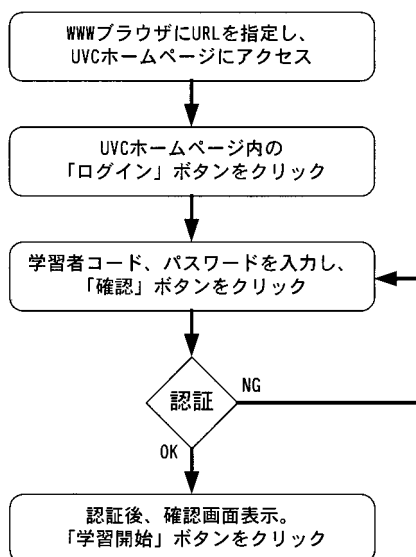 WWWブラウザにURLを指定し、
UVCホームページにアクセス
UVCホームページ内の
「ログイン」ボタンをクリック
学習者コード、パスワードを入力し、
「確認」ボタンをクリック
認証
NG
OK
認証後、確認画面表示。
「学習開始」ボタンをクリック